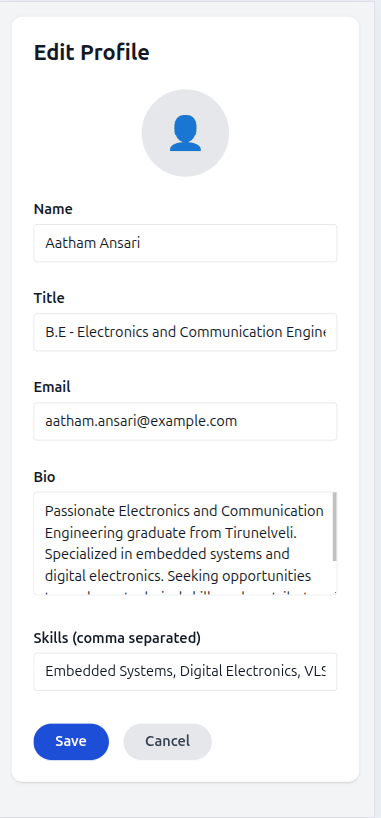 Edit Profile
Name
Aatham Ansari
Title
B.E - Electronics and Communication Engine
Email
aatham.ansari@example.com
Bio
Passionate Electronics and Communication
Engineering graduate from Tirunelveli.
Specialized in embedded systems and
digital electronics. Seeking opportunities
Skills (comma separated)
Embedded Systems, Digital Electronics, VLS
Save
Cancel